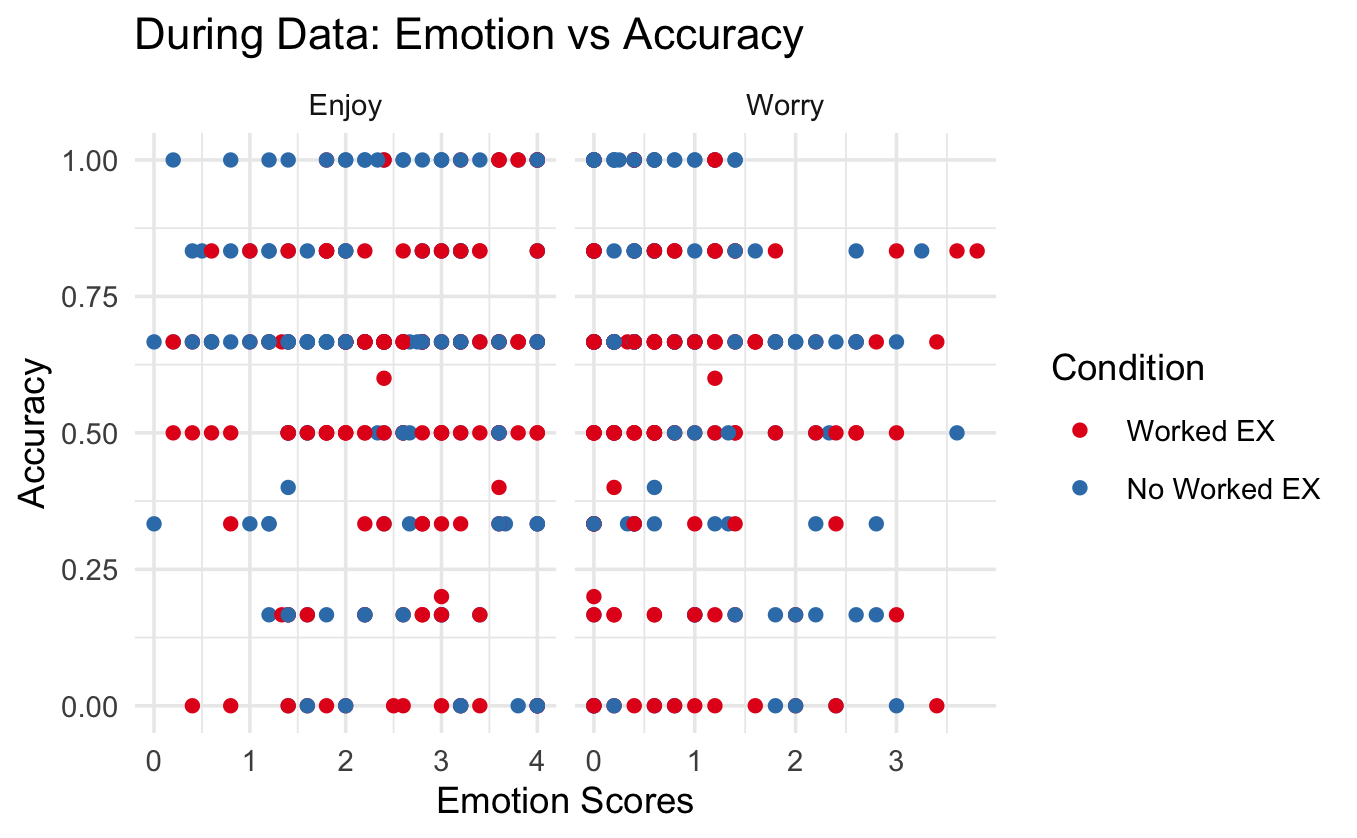 During Data: Emotion vs Accuracy
Enjoy
Worry
1.00
0.75
0.50
0.25
0.00
Accuracy
0 1 2 3 4
0 1 2 3
Emotion Scores
Condition
Worked EX
No Worked EX